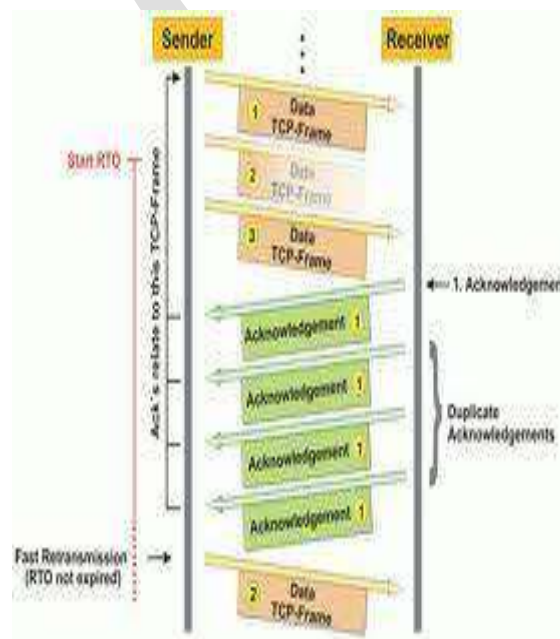 Sender
Receiver
1 Data
TCP-Frame
Start RTO
2 Data
TCP-Frame
3 Data
TCP-Frame
Ack's relate to this TCP-Frame
1. Acknowledgemen
Acknowledgement 1
Acknowledgement 1
Duplicate
Acknowledgements
Acknowledgement 1
Acknowledgement 1
Fast Retransmission
(RTO not expired)
2 Data
TCP-Frame